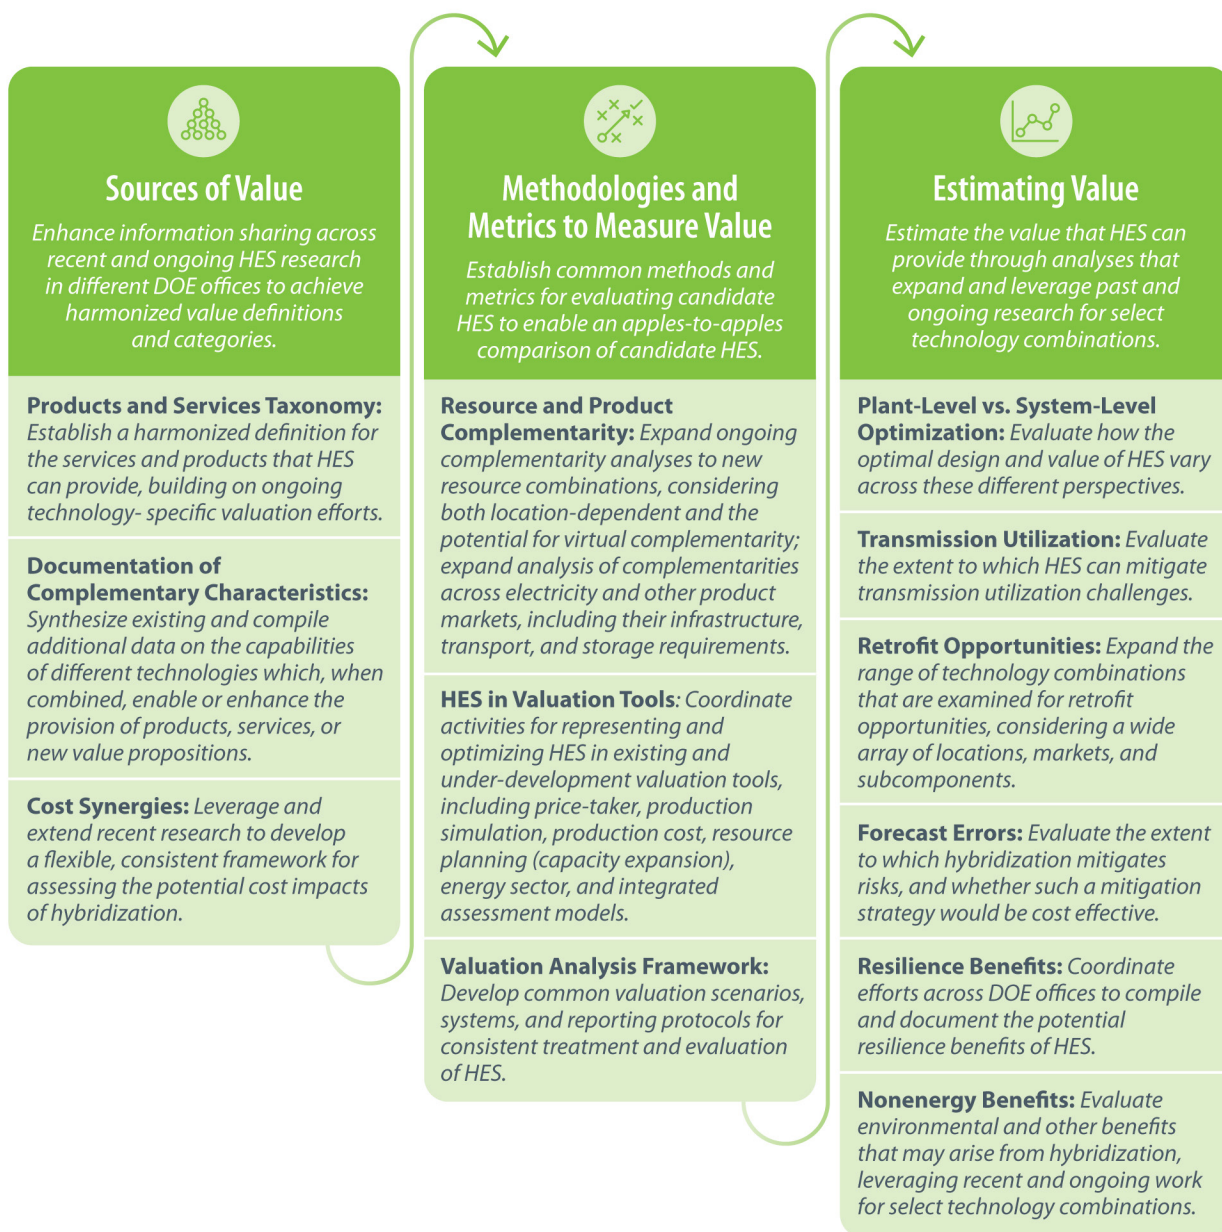 Sources of Value
Enhance information sharing across
recent and ongoing HES research
in different DOE offices to achieve
harmonized value definitions
and categories.
Products and Services Taxonomy:
Establish a harmonized definition for
the services and products that HES
can provide, building on ongoing
technology- specific valuation efforts.
Documentation of
Complementary Characteristics:
Synthesize existing and compile
additional data on the capabilities
of different technologies which, when
combined, enable or enhance the
provision of products, services, or
new value propositions.
Cost Synergies: Leverage and
extend recent research to develop
a flexible, consistent framework for
assessing the potential cost impacts
of hybridization.
Methodologies and
Metrics to Measure Value
Establish common methods and
metrics for evaluating candidate
HES to enable an apples-to-apples
comparison of candidate HES.
Resource and Product
Complementarity: Expand ongoing
complementarity analyses to new
resource combinations, considering
both location-dependent and the
potential for virtual complementarity;
expand analysis of complementarities
across electricity and other product
markets, including their infrastructure,
transport, and storage requirements.
HES in Valuation Tools: Coordinate
activities for representing and
optimizing HES in existing and
under-development valuation tools,
including price-taker, production
simulation, production cost, resource
planning (capacity expansion),
energy sector, and integrated
assessment models.
Valuation Analysis Framework:
Develop common valuation scenarios,
systems, and reporting protocols for
consistent treatment and evaluation
of HES.
Estimating Value
Estimate the value that HES can
provide through analyses that
expand and leverage past and
ongoing research for select
technology combinations.
Plant-Level vs. System-Level
Optimization: Evaluate how the
optimal design and value of HES vary
across these different perspectives.
Transmission Utilization: Evaluate
the extent to which HES can mitigate
transmission utilization challenges.
Retrofit Opportunities: Expand the
range of technology combinations
that are examined for retrofit
opportunities, considering a wide
array of locations, markets, and
subcomponents.
Forecast Errors: Evaluate the extent
to which hybridization mitigates
risks, and whether such a mitigation
strategy would be cost effective.
Resilience Benefits: Coordinate
efforts across DOE offices to compile
and document the potential
resilience benefits of HES.
Nonenergy Benefits: Evaluate
environmental and other benefits
that may arise from hybridization,
leveraging recent and ongoing work
for select technology combinations.